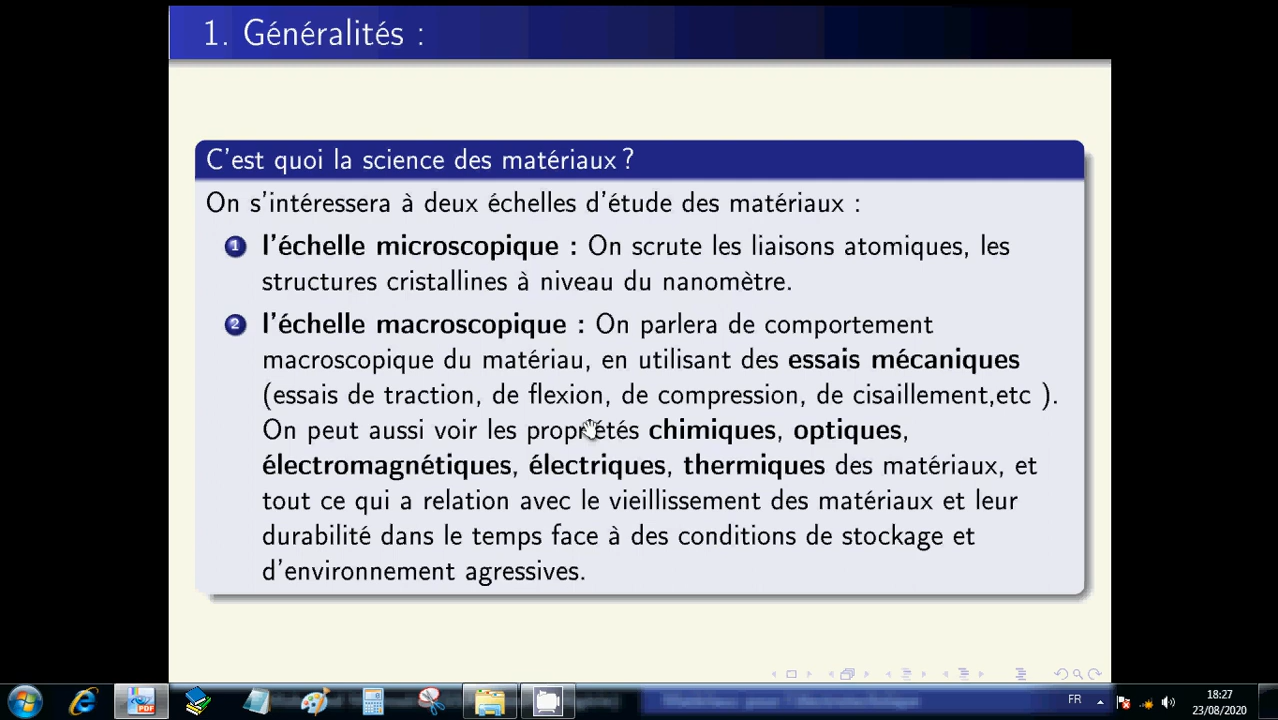 1. Généralités :
C'est quoi la science des matériaux ?
On s'intéressera à deux échelles d'étude des matériaux :
1 l'échelle microscopique : On scrute les liaisons atomiques, les
structures cristallines à niveau du nanomètre.
2 l'échelle macroscopique : On parlera de comportement
macroscopique du matériau, en utilisant des essais mécaniques
(essais de traction, de flexion, de compression, de cisaillement,etc ).
On peut aussi voir les propriétés chimiques, optiques,
électromagnétiques, électriques, thermiques des matériaux, et
tout ce qui a relation avec le vieillissement des matériaux et leur
durabilité dans le temps face à des conditions de stockage et
d'environnement agressives.
PDF
FR
18:27
23/08/2020